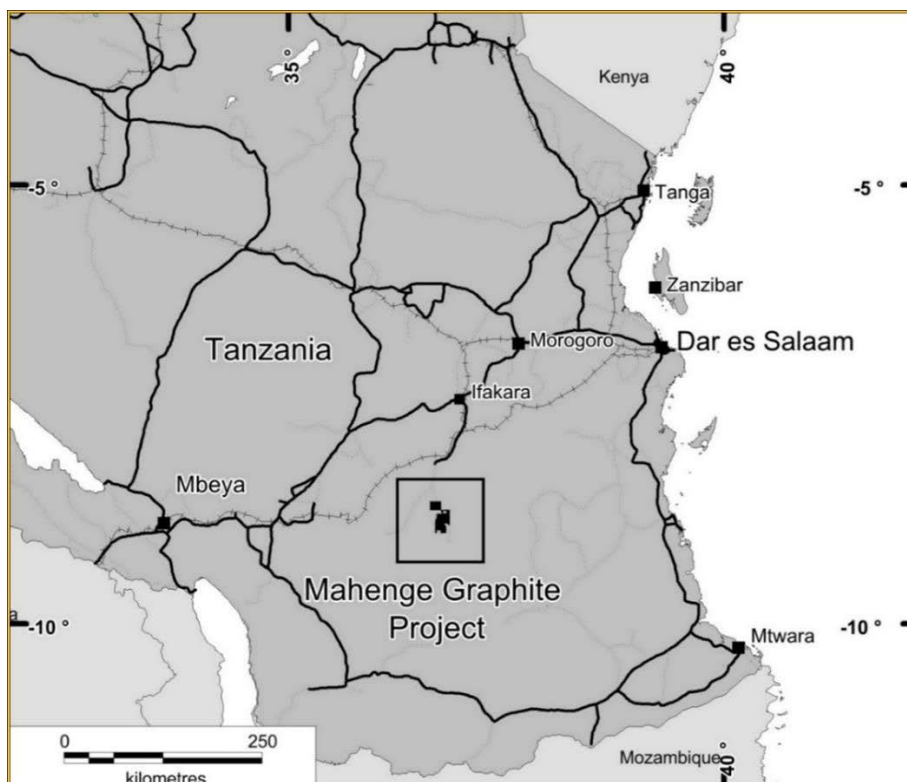 35 °
40 °
Kenya
-5 °
-5 °
Tanga
Zanzibar
Tanzania
Morogoro
Dar es Salaam
Ifakara
Mbeya
Mahenge Graphite
Project
-10 °
-10 °
Mtwara
a
0
250
kilometres
Mozambique
40 °